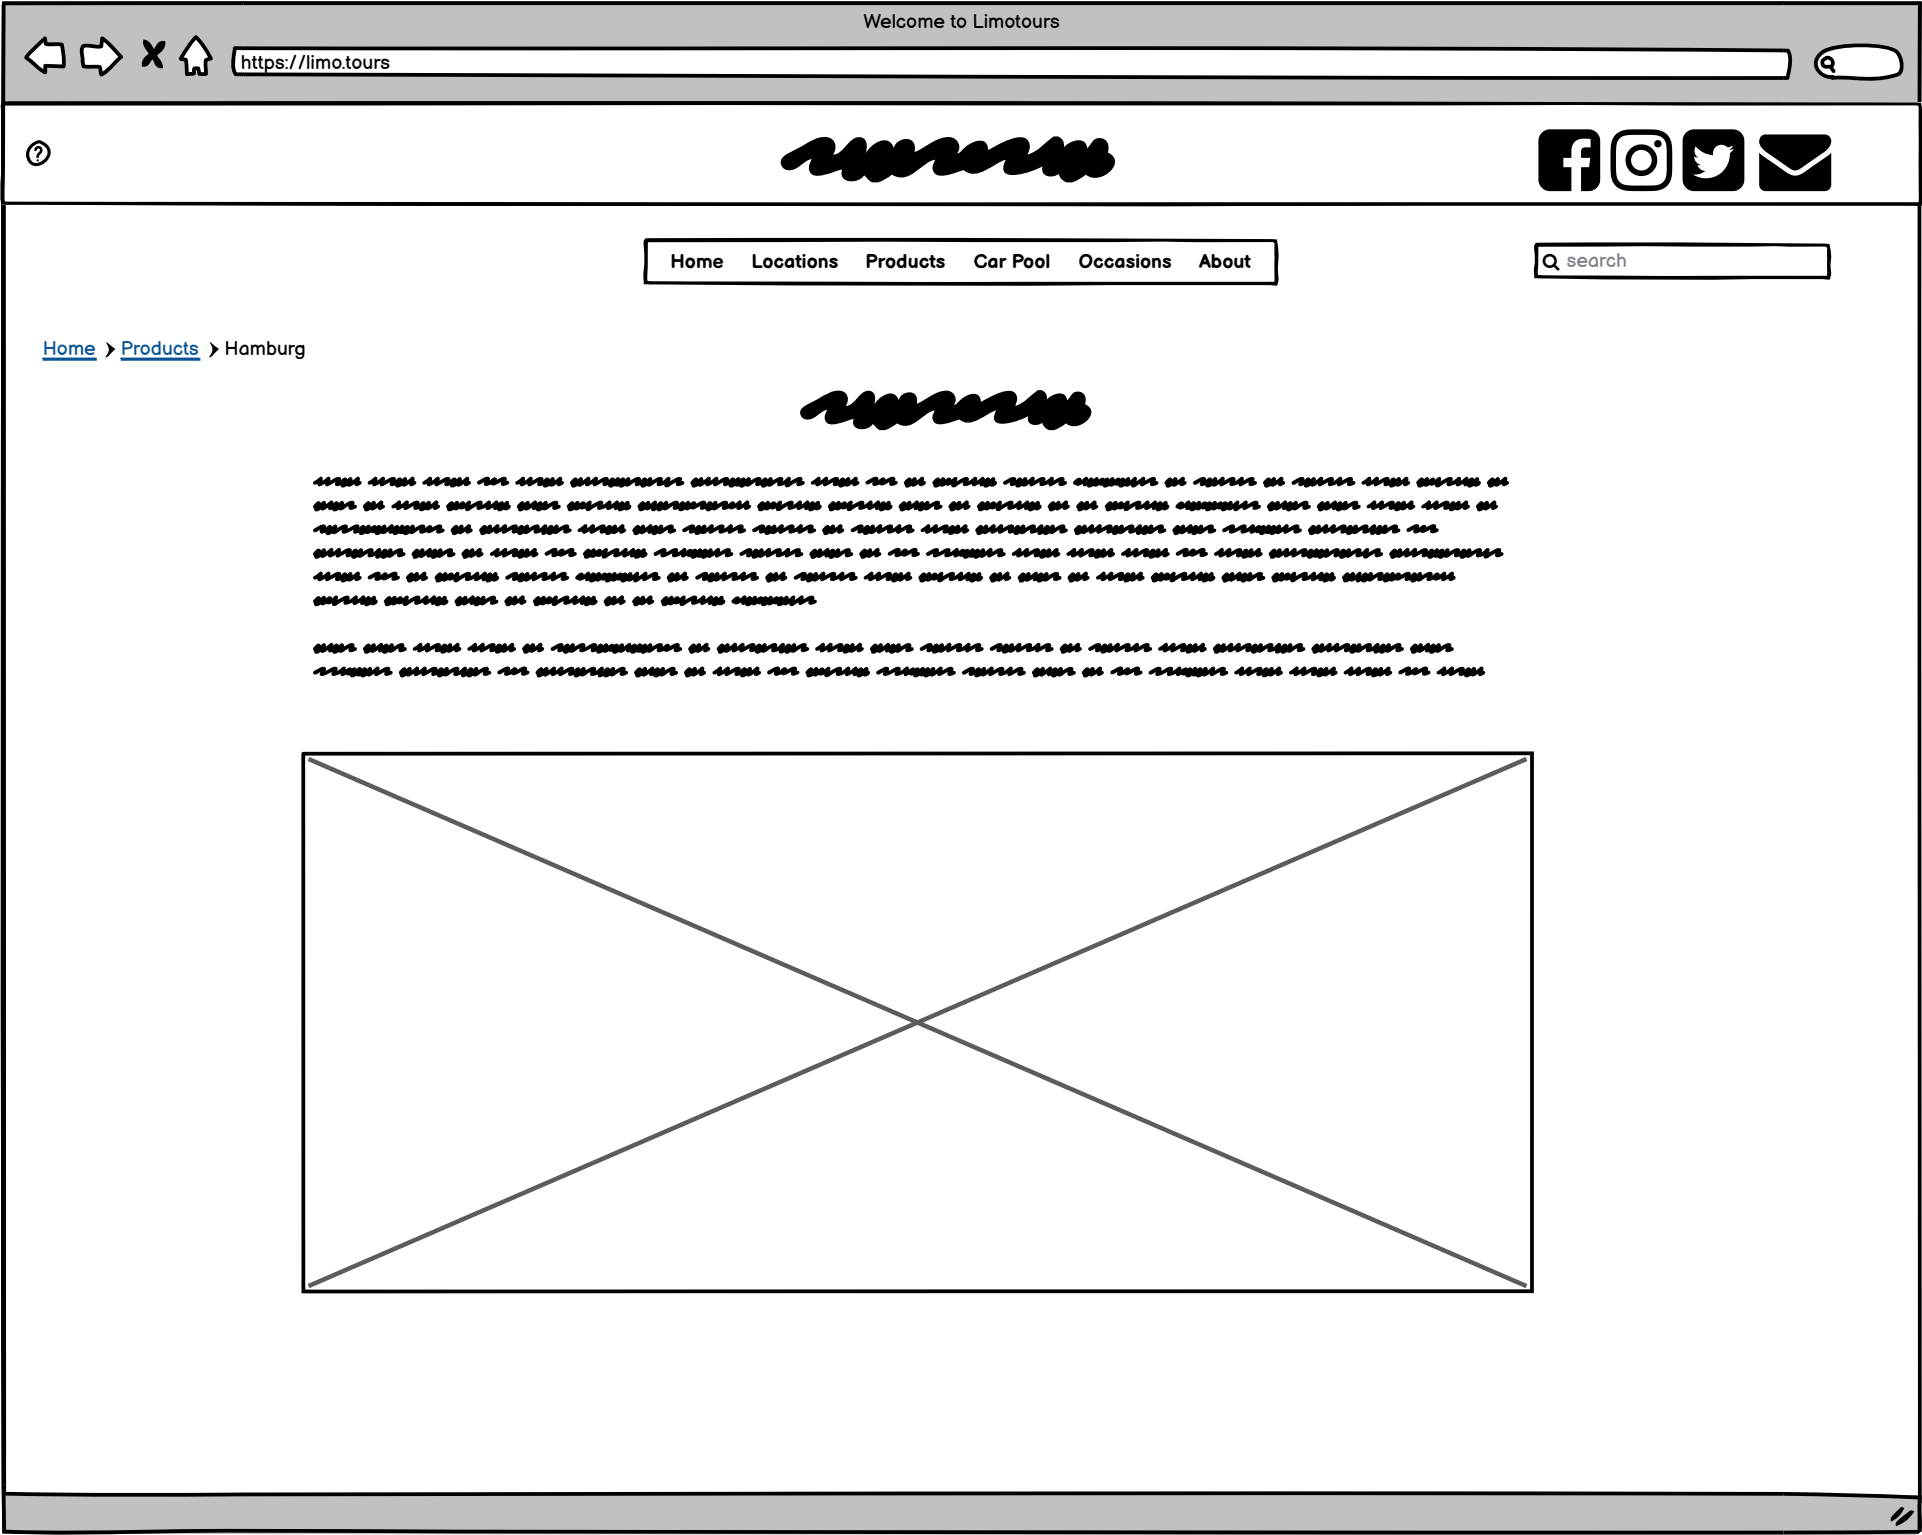 Welcome to Limotours
https://limo.tours
Home Locations Products Car Pool Occasions About
search
Home Products Hamburg